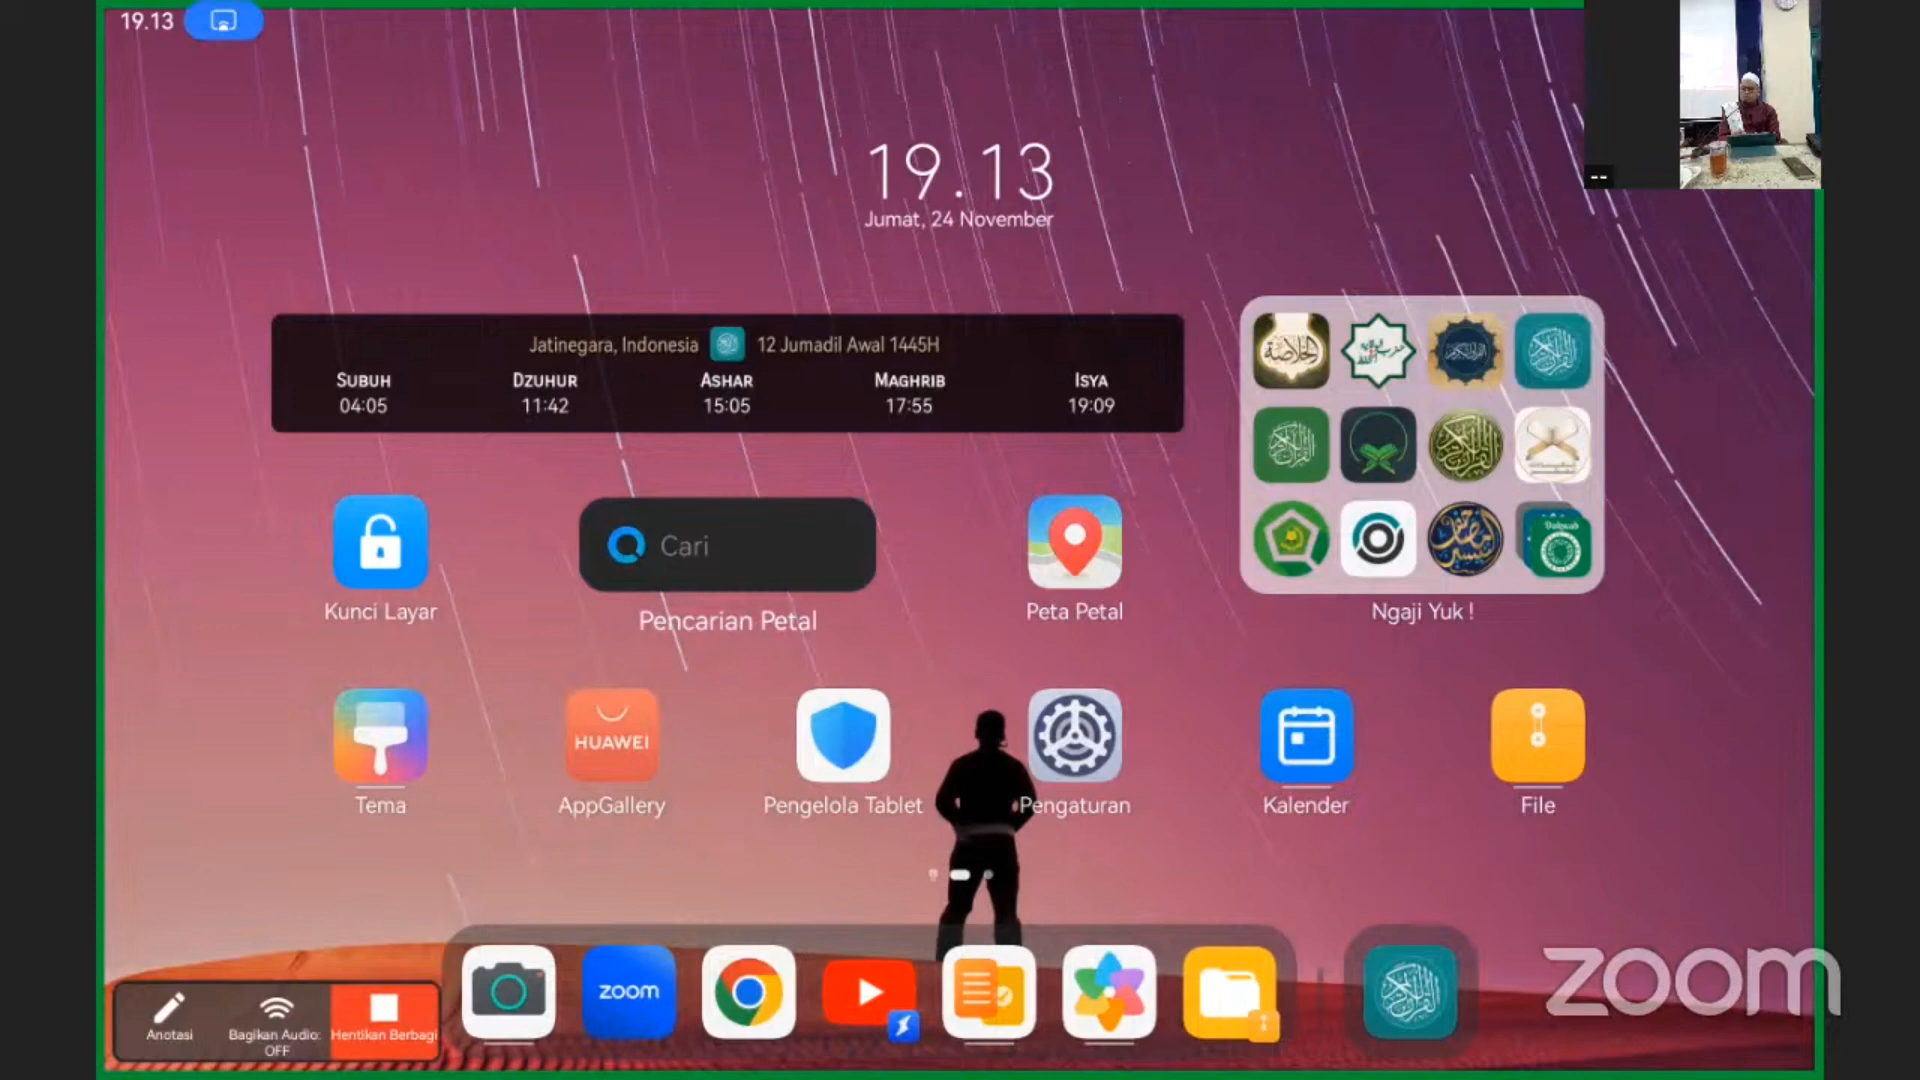 19.13
19.13
Jumat, 24 November
Jatinegara, Indonesia 12 Jumadil Awal 1445H
SUBUH DZUHUR ASHAR MAGHRIB ISYA
04:05 11:42 15:05 17:55 19:09
Cari
Kunci Layar
Pencarian Petal
Peta Petal
Ngaji Yuk !
HUAWEI
Tema
AppGallery
Pengelola Tablet
Pengaturan
Kalender
File
zoom
Anotasi
Bagikan Audio:
OFF
Hentikan Berbagi
zoom
--